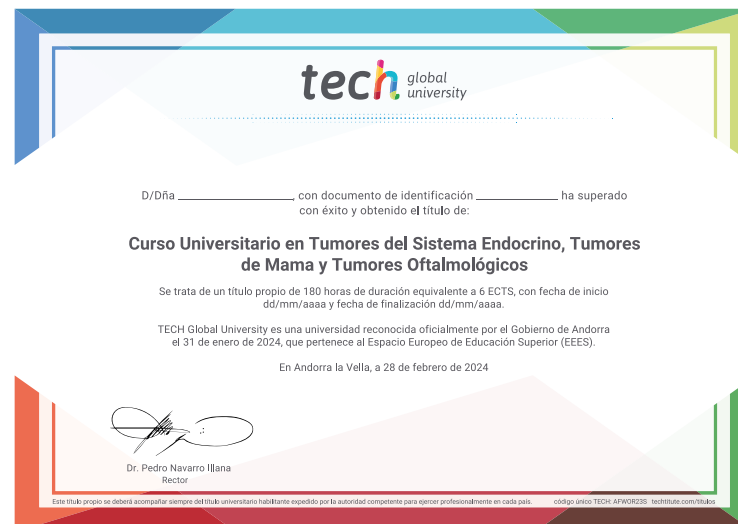 tech global university
D/Dña ______________, con documento de identificación __________ ha superado
con éxito y obtenido el título de:
Curso Universitario en Tumores del Sistema Endocrino, Tumores
de Mama y Tumores Oftalmológicos
Se trata de un título propio de 180 horas de duración equivalente a 6 ECTS, con fecha de inicio
dd/mm/aaaa y fecha de finalización dd/mm/aaaa.
TECH Global University es una universidad reconocida oficialmente por el Gobierno de Andorra
el 31 de enero de 2024, que pertenece al Espacio Europeo de Educación Superior (EEES).
En Andorra la Vella, a 28 de febrero de 2024
Dr. Pedro Navarro Illana
Rector
Este título propio se deberá acompañar siempre del título universitario habilitante expedido por la autoridad competente para ejercer profesionalmente en cada país. código único TECH: AFWOR23S techtitute.com/titulos